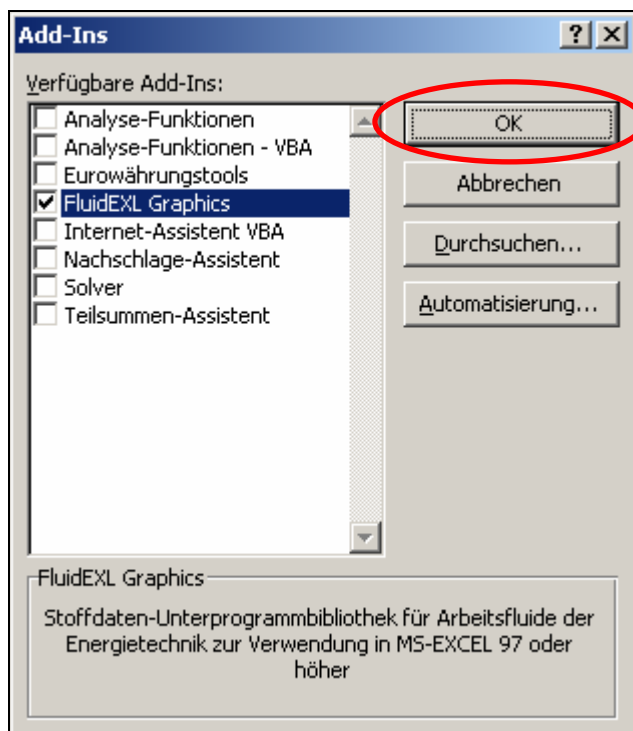 Add-Ins
Verfügbare Add-Ins:
Analyse-Funktionen
Analyse-Funktionen - VBA
Eurowährungstools
FluidEXL Graphics
Internet-Assistent VBA
Nachschlage-Assistent
Solver
Teilsummen-Assistent
OK
Abbrechen
Durchsuchen...
Automatisierung...
FluidEXL Graphics
Stoffdaten-Unterprogrammbibliothek für Arbeitsfluide der
Energietechnik zur Verwendung in MS-EXCEL 97 oder
höher